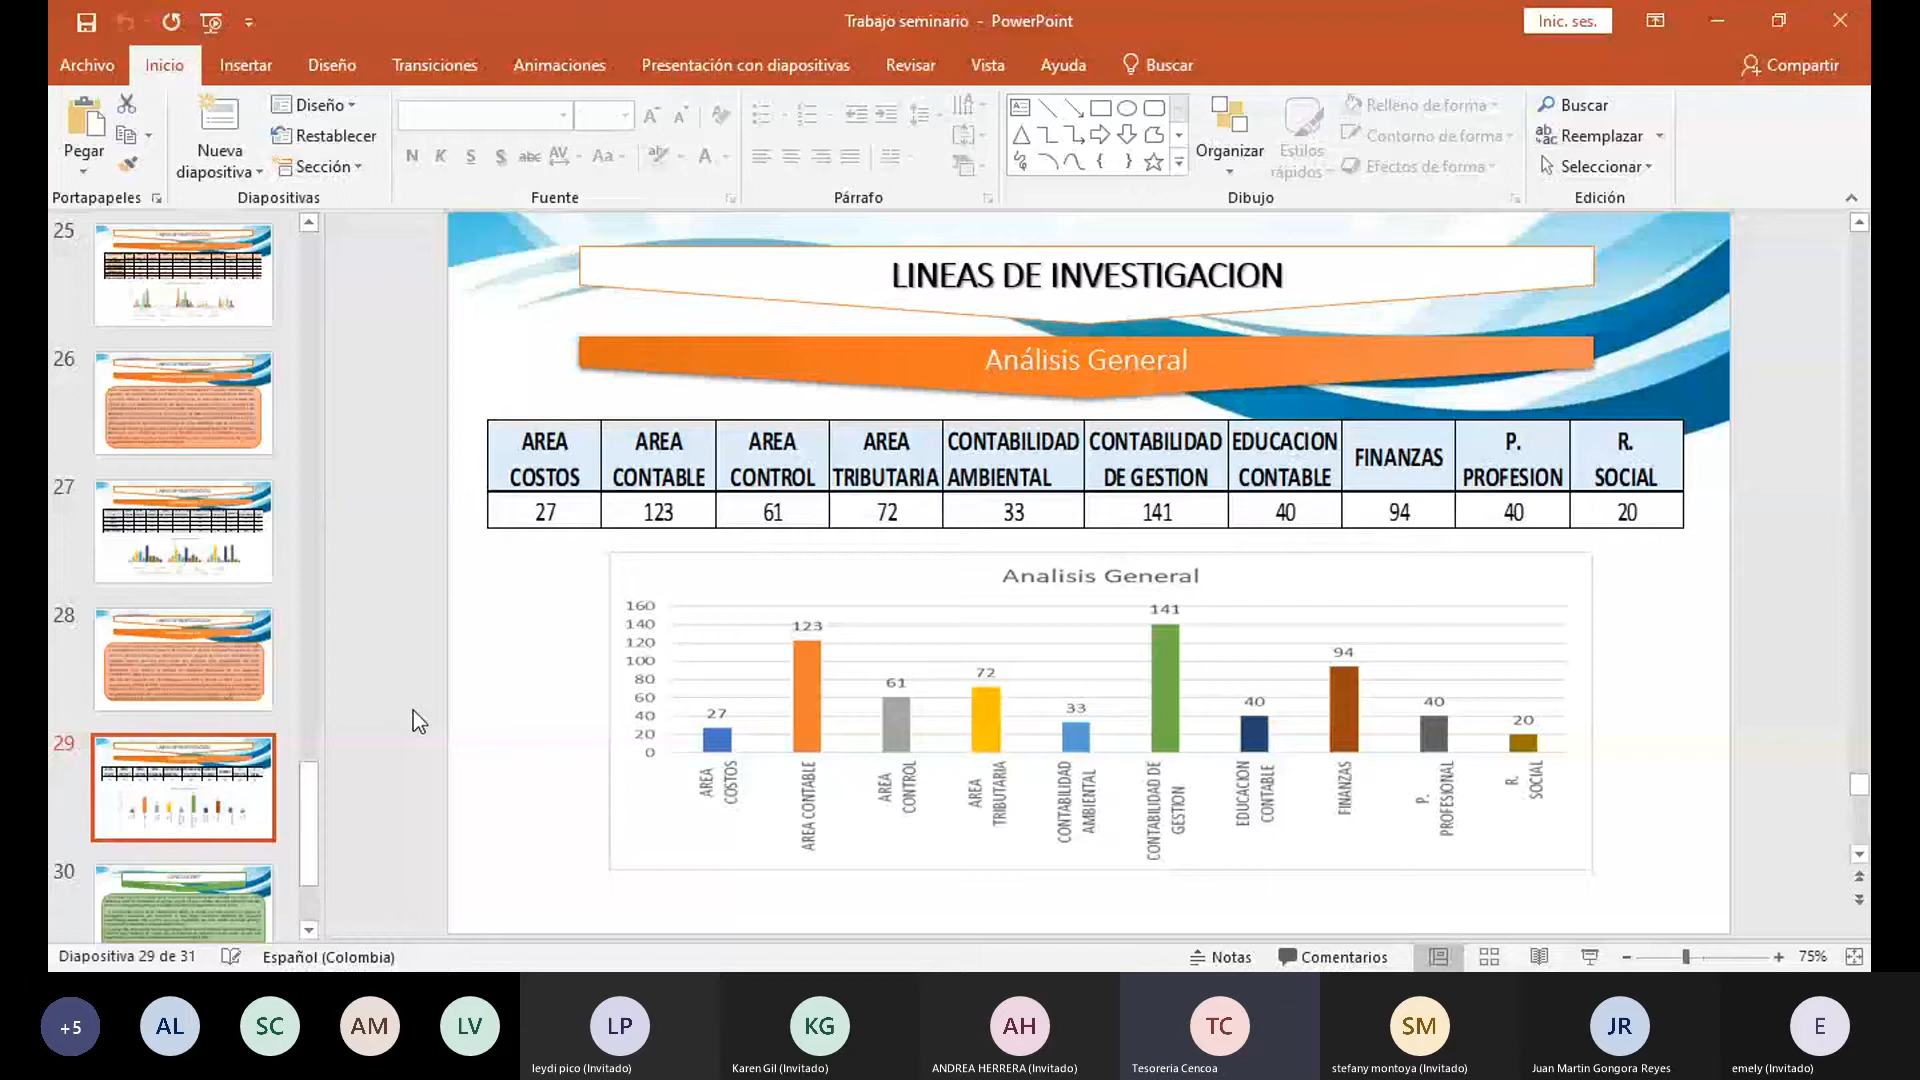 Trabajo seminario - PowerPoint
Inic. ses.
Archivo Inicio Insertar Diseño Transiciones Animaciones Presentación con diapositivas Revisar Vista Ayuda Buscar Compartir
Pegar
Portapapeles
Nueva
diapositiva
Diseño
Restablecer
Sección
Diapositivas
N K S S abc AV Aa A
Fuente
Párrafo
Organizar
Estilos
rápidos
Relleno de forma
Contorno de forma
Efectos de forma
Dibujo
Buscar
Reemplazar
Seleccionar
Edición
25
26
27
28
29
30
LINEAS DE INVESTIGACION
Análisis General
AREA COSTOS AREA CONTABLE AREA CONTROL AREA TRIBUTARIA CONTABILIDAD AMBIENTAL CONTABILIDAD DE GESTION EDUCACION CONTABLE FINANZAS P. PROFESION R. SOCIAL
27 123 61 72 33 141 40 94 40 20
Analisis General
160
140
120
100
80
60
40
20
0
27 123 61 72 33 141 40 94 40 20
AREA COSTOS
AREA CONTABLE
AREA CONTROL
AREA TRIBUTARIA
CONTABILIDAD AMBIENTAL
CONTABILIDAD DE GESTION
EDUCACION CONTABLE
FINANZAS
P. PROFESIONAL
R. SOCIAL
Diapositiva 29 de 31 Español (Colombia) Notas Comentarios 75%
+5 AL SC AM LV LP KG AH TC SM JR E
leydi pico (Invitado) Karen Gil (Invitado) ANDREA HERRERA (Invitado) Tesoreria Cencoa stefany montoya (Invitado) Juan Martin Gongora Reyes emely (Invitado)